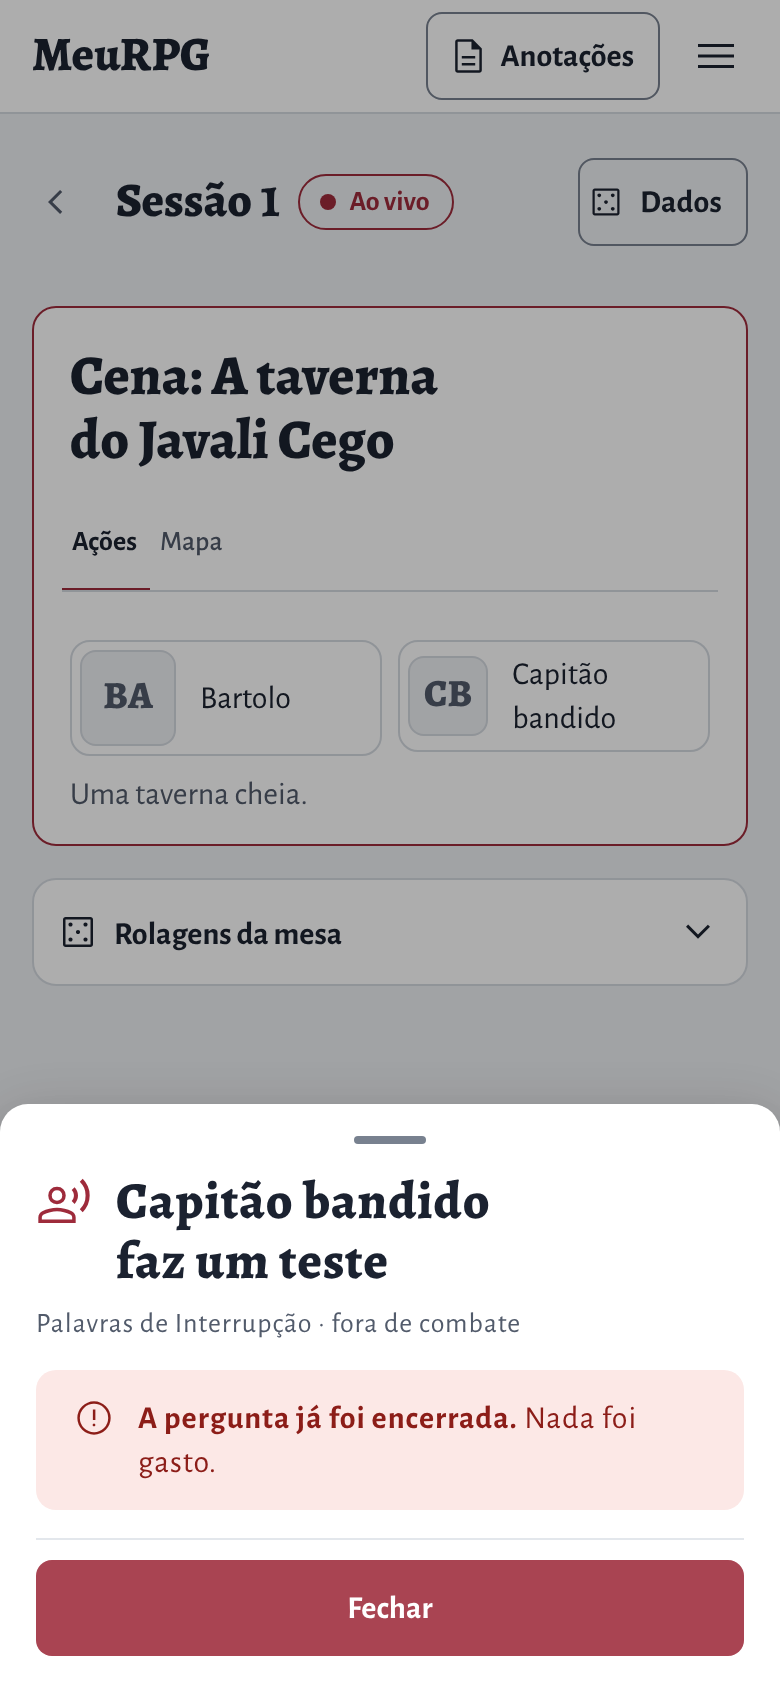 MeuRPG
Anotações
Sessão 1
Ao vivo
Dados
Cena: A taverna
do Javali Cego
Ações
Mapa
BA
Bartolo
CB
Capitão
bandido
Uma taverna cheia.
Rolagens da mesa
Capitão bandido
faz um teste
Palavras de Interrupção · fora de combate
A pergunta já foi encerrada. Nada foi
gasto.
Fechar